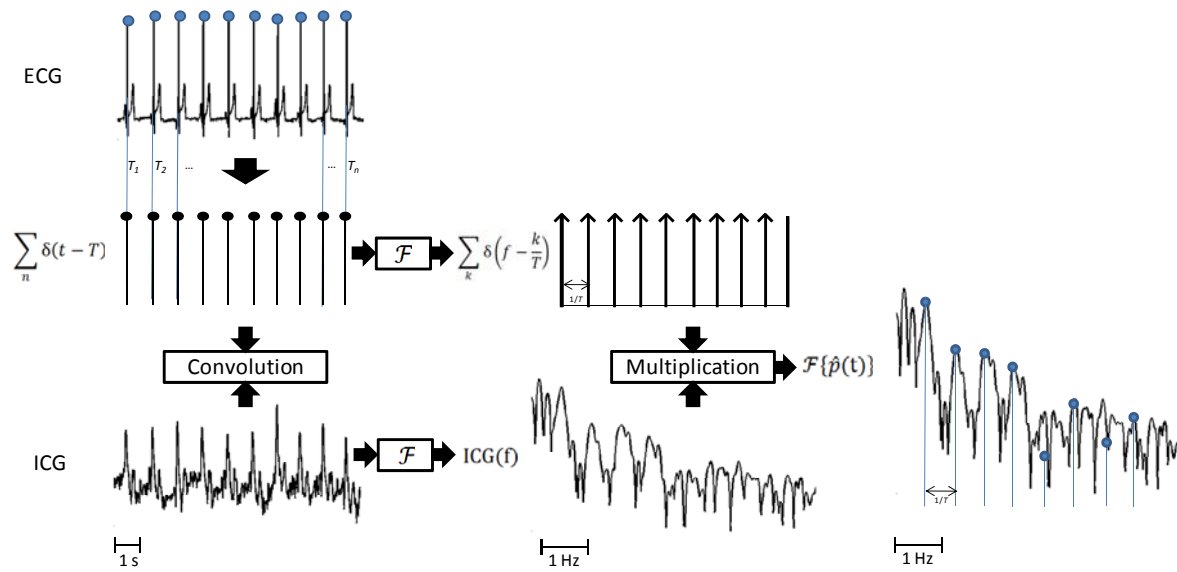 ECG
T₁ T₂ ... ... Tₙ
∑ δ(t − T)
n
ℱ
∑ δ(f − k/T)
k
1/T
Convolution
Multiplication
ℱ{p̂(t)}
ICG
ℱ
ICG(f)
1/T
1 s
1 Hz
1 Hz